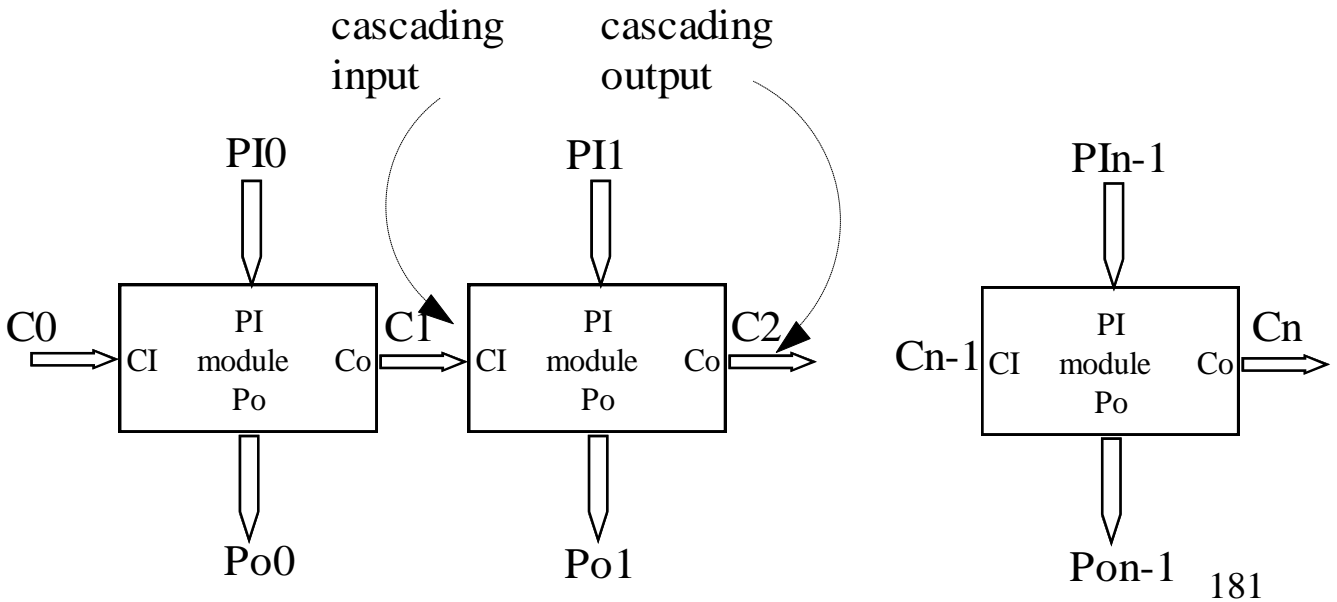 cascading
input
cascading
output
PI0
PI1
PIn-1
C0
CI
PI
module
Po
Co
C1
CI
PI
module
Po
Co
C2
Cn-1
CI
PI
module
Po
Co
Cn
Po0
Po1
Pon-1
181